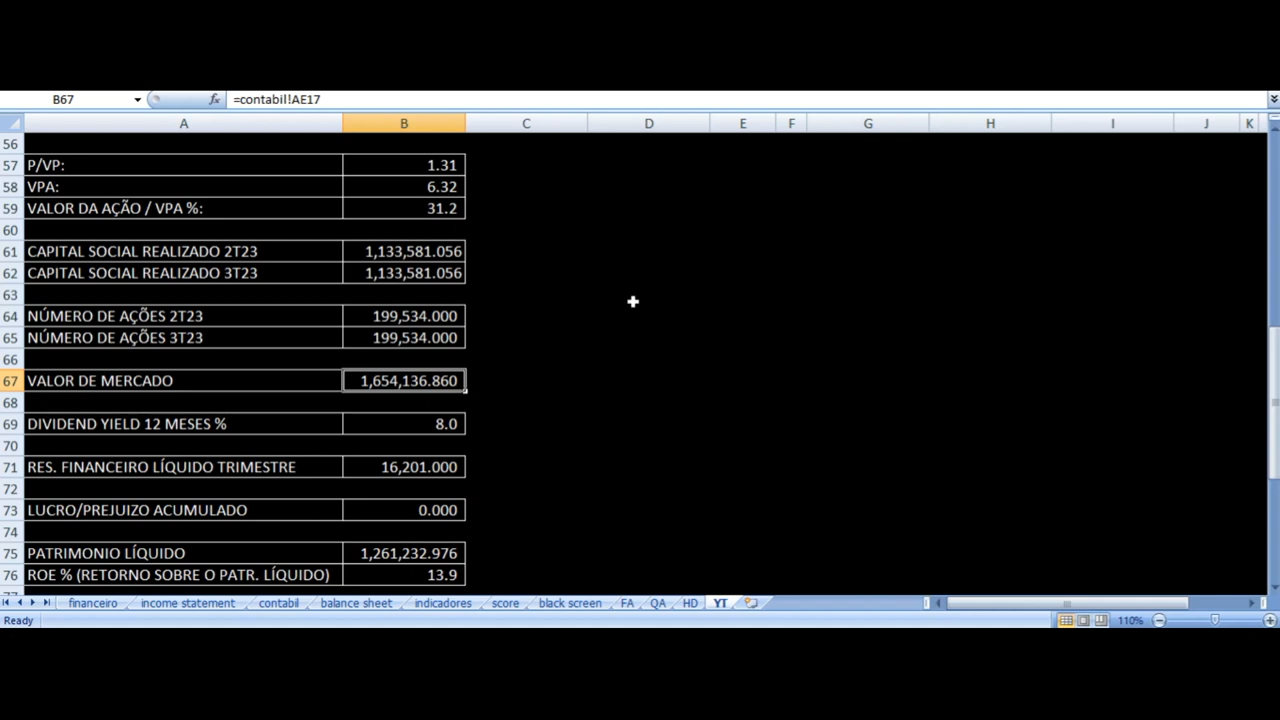 B67 fx =contabil!AE17
A B C D E F G H I J K
56
57 P/VP: 1.31
58 VPA: 6.32
59 VALOR DA AÇÃO / VPA %: 31.2
60
61 CAPITAL SOCIAL REALIZADO 2T23 1,133,581.056
62 CAPITAL SOCIAL REALIZADO 3T23 1,133,581.056
63
64 NÚMERO DE AÇÕES 2T23 199,534.000
65 NÚMERO DE AÇÕES 3T23 199,534.000
66
67 VALOR DE MERCADO 1,654,136.860
68
69 DIVIDEND YIELD 12 MESES % 8.0
70
71 RES. FINANCEIRO LÍQUIDO TRIMESTRE 16,201.000
72
73 LUCRO/PREJUIZO ACUMULADO 0.000
74
75 PATRIMONIO LÍQUIDO 1,261,232.976
76 ROE % (RETORNO SOBRE O PATR. LÍQUIDO) 13.9
financeiro income statement contabil balance sheet indicadores score black screen FA QA HD YT
Ready 110%